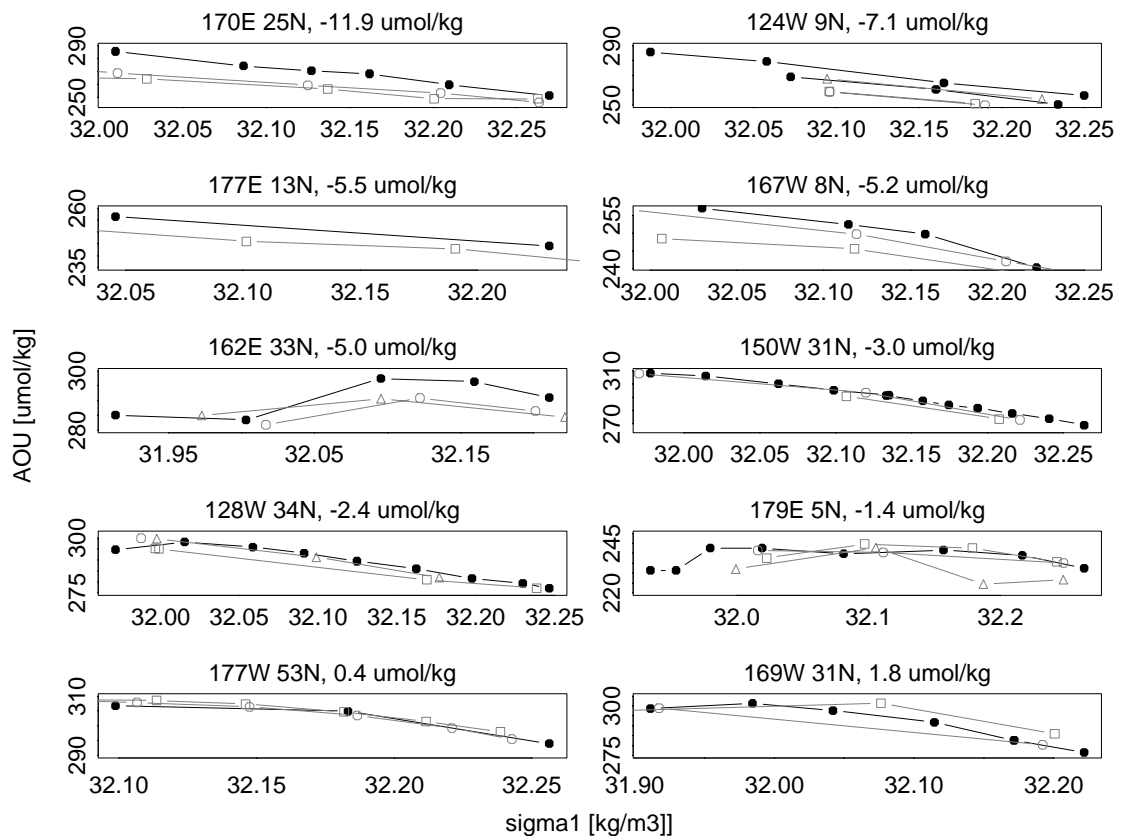 170E 25N, -11.9 umol/kg
124W 9N, -7.1 umol/kg
250 290
32.00 32.05 32.10 32.15 32.20 32.25
250 290
32.00 32.05 32.10 32.15 32.20 32.25
177E 13N, -5.5 umol/kg
167W 8N, -5.2 umol/kg
235 260
32.05 32.10 32.15 32.20
240 255
32.00 32.05 32.10 32.15 32.20 32.25
162E 33N, -5.0 umol/kg
150W 31N, -3.0 umol/kg
280 300
31.95 32.05 32.15
270 310
32.00 32.05 32.10 32.15 32.20 32.25
AOU [umol/kg]
128W 34N, -2.4 umol/kg
179E 5N, -1.4 umol/kg
275 300
32.00 32.05 32.10 32.15 32.20 32.25
220 245
32.0 32.1 32.2
177W 53N, 0.4 umol/kg
169W 31N, 1.8 umol/kg
290 310
32.10 32.15 32.20 32.25
275 300
31.90 32.00 32.10 32.20
sigma1 [kg/m3]]